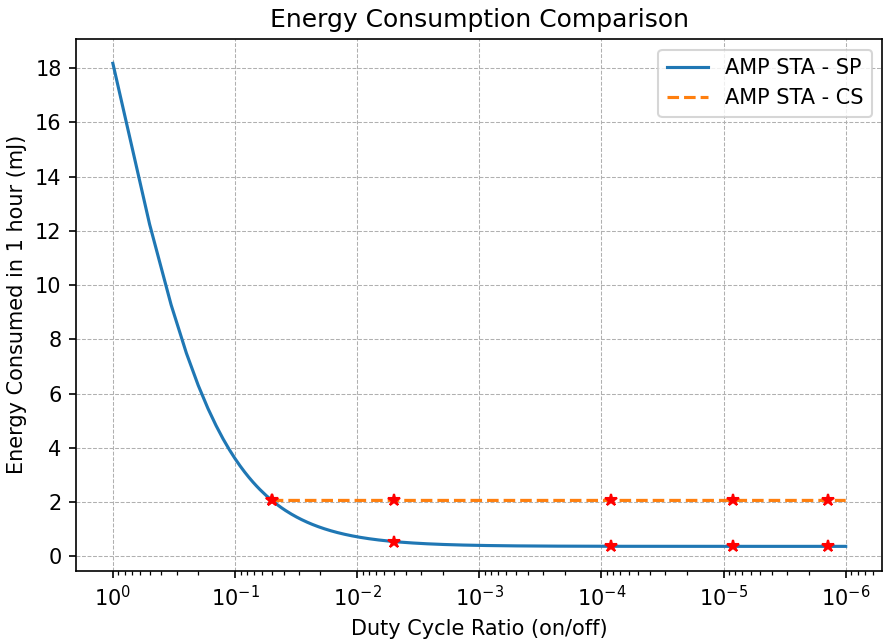 Energy Consumption Comparison
AMP STA - SP
AMP STA - CS
Energy Consumed in 1 hour (mJ)
18
16
14
12
10
8
6
4
2
0
10⁰ 10⁻¹ 10⁻² 10⁻³ 10⁻⁴ 10⁻⁵ 10⁻⁶
Duty Cycle Ratio (on/off)